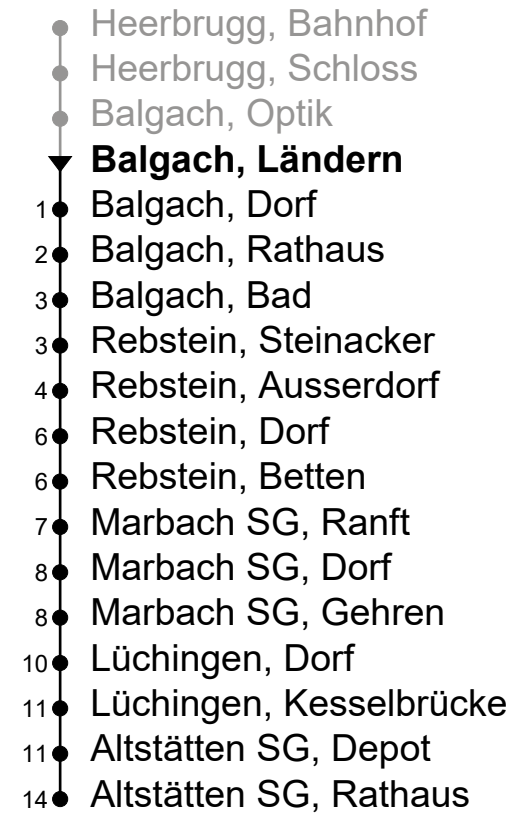 Heerbrugg, Bahnhof
Heerbrugg, Schloss
Balgach, Optik
Balgach, Ländern
1 Balgach, Dorf
2 Balgach, Rathaus
3 Balgach, Bad
3 Rebstein, Steinacker
4 Rebstein, Ausserdorf
6 Rebstein, Dorf
6 Rebstein, Betten
7 Marbach SG, Ranft
8 Marbach SG, Dorf
8 Marbach SG, Gehren
10 Lüchingen, Dorf
11 Lüchingen, Kesselbrücke
11 Altstätten SG, Depot
14 Altstätten SG, Rathaus